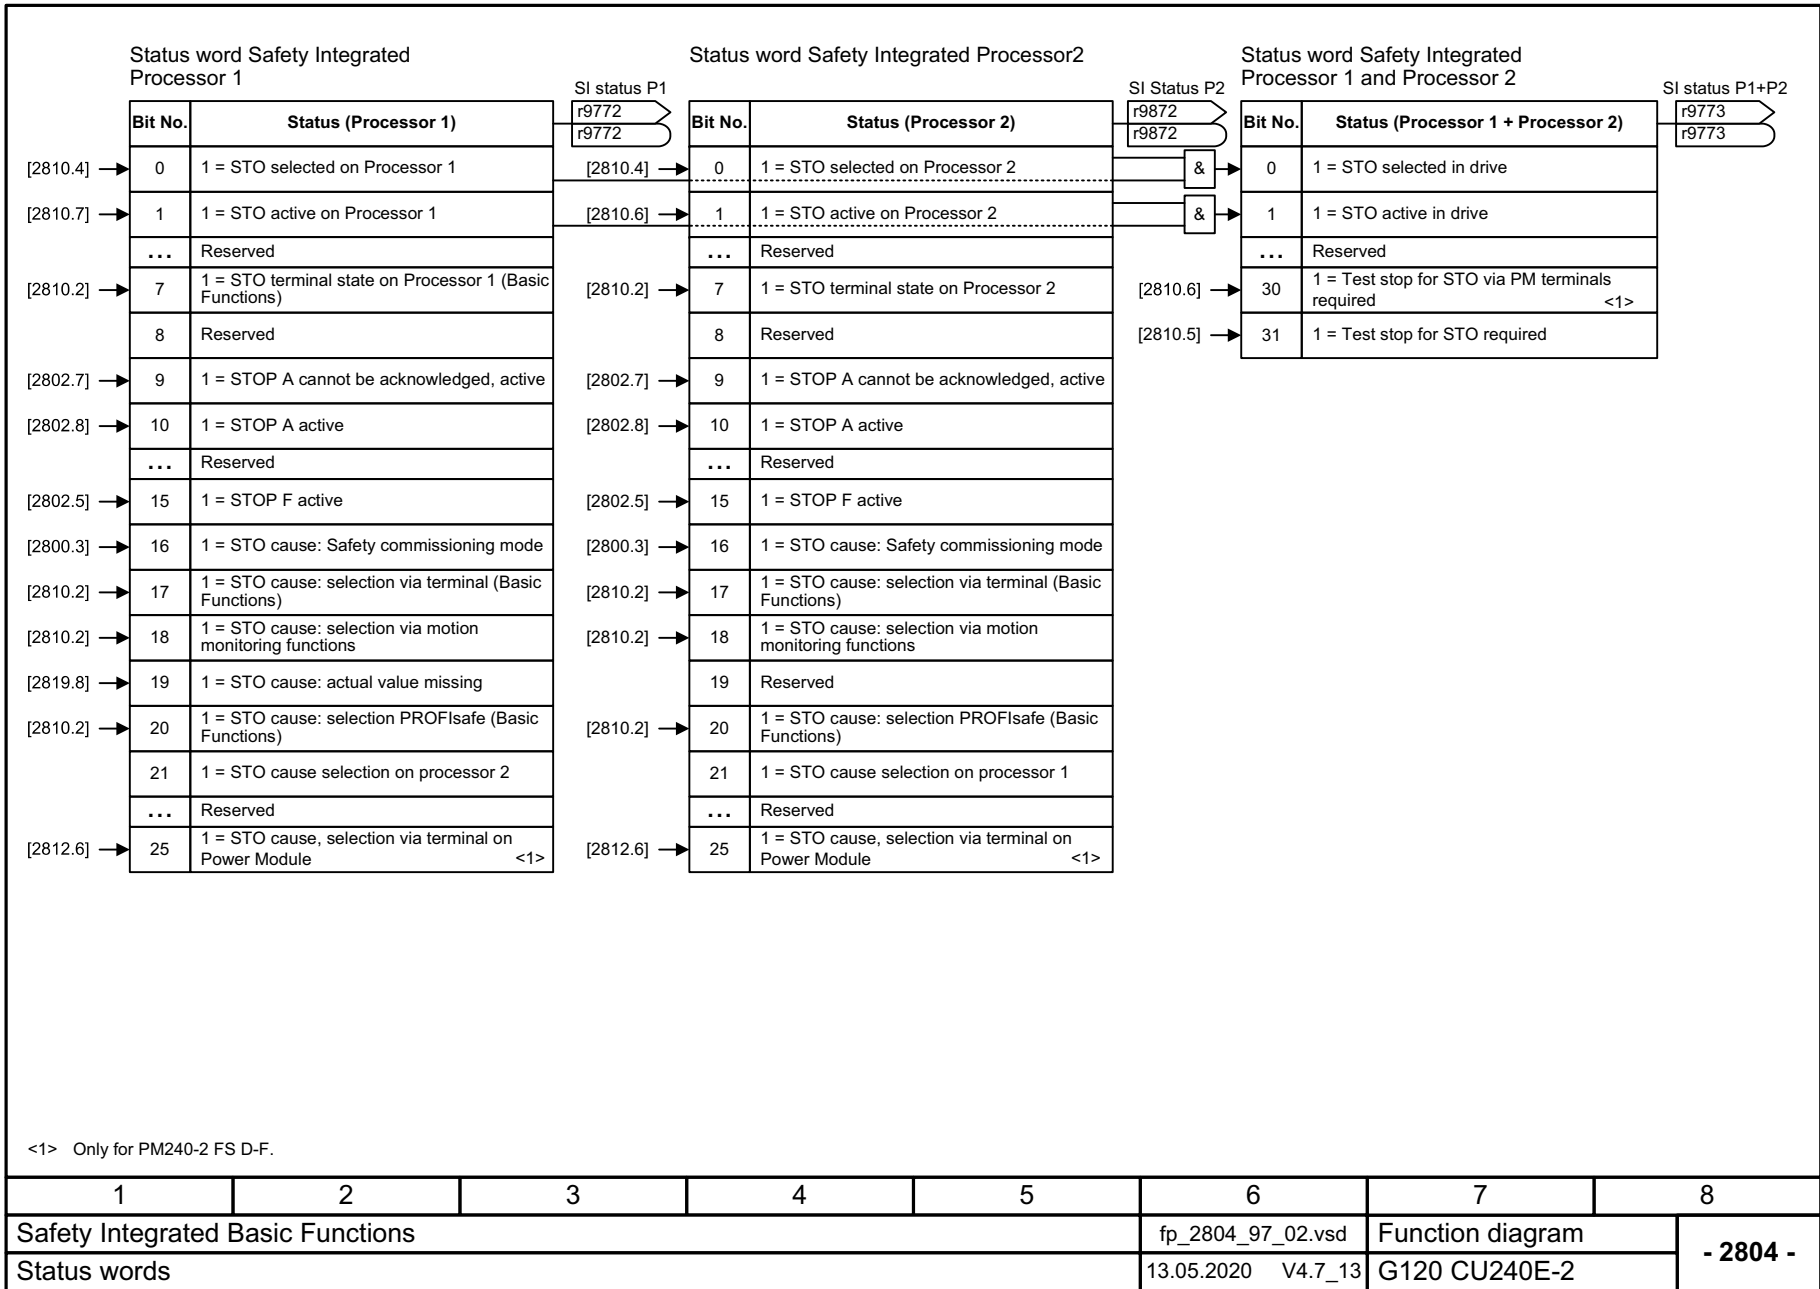 Status word Safety Integrated
Processor 1
SI status P1
r9772
r9772
Bit No. Status (Processor 1)
[2810.4] 0 1 = STO selected on Processor 1
[2810.7] 1 1 = STO active on Processor 1
... Reserved
[2810.2] 7 1 = STO terminal state on Processor 1 (Basic
Functions)
8 Reserved
[2802.7] 9 1 = STOP A cannot be acknowledged, active
[2802.8] 10 1 = STOP A active
... Reserved
[2802.5] 15 1 = STOP F active
[2800.3] 16 1 = STO cause: Safety commissioning mode
[2810.2] 17 1 = STO cause: selection via terminal (Basic
Functions)
[2810.2] 18 1 = STO cause: selection via motion
monitoring functions
[2819.8] 19 1 = STO cause: actual value missing
[2810.2] 20 1 = STO cause: selection PROFIsafe (Basic
Functions)
21 1 = STO cause selection on processor 2
... Reserved
[2812.6] 25 1 = STO cause, selection via terminal on
Power Module <1>
Status word Safety Integrated Processor2
SI Status P2
r9872
r9872
Bit No. Status (Processor 2)
[2810.4] 0 1 = STO selected on Processor 2
&
[2810.6] 1 1 = STO active on Processor 2
&
... Reserved
[2810.2] 7 1 = STO terminal state on Processor 2
8 Reserved
[2802.7] 9 1 = STOP A cannot be acknowledged, active
[2802.8] 10 1 = STOP A active
... Reserved
[2802.5] 15 1 = STOP F active
[2800.3] 16 1 = STO cause: Safety commissioning mode
[2810.2] 17 1 = STO cause: selection via terminal (Basic
Functions)
[2810.2] 18 1 = STO cause: selection via motion
monitoring functions
19 Reserved
[2810.2] 20 1 = STO cause: selection PROFIsafe (Basic
Functions)
21 1 = STO cause selection on processor 1
... Reserved
[2812.6] 25 1 = STO cause, selection via terminal on
Power Module <1>
Status word Safety Integrated
Processor 1 and Processor 2
SI status P1+P2
r9773
r9773
Bit No. Status (Processor 1 + Processor 2)
0 1 = STO selected in drive
1 1 = STO active in drive
... Reserved
[2810.6] 30 1 = Test stop for STO via PM terminals
required <1>
[2810.5] 31 1 = Test stop for STO required
<1> Only for PM240-2 FS D-F.
1 2 3 4 5 6 7 8
Safety Integrated Basic Functions fp_2804_97_02.vsd Function diagram
- 2804 -
Status words 13.05.2020 V4.7_13 G120 CU240E-2